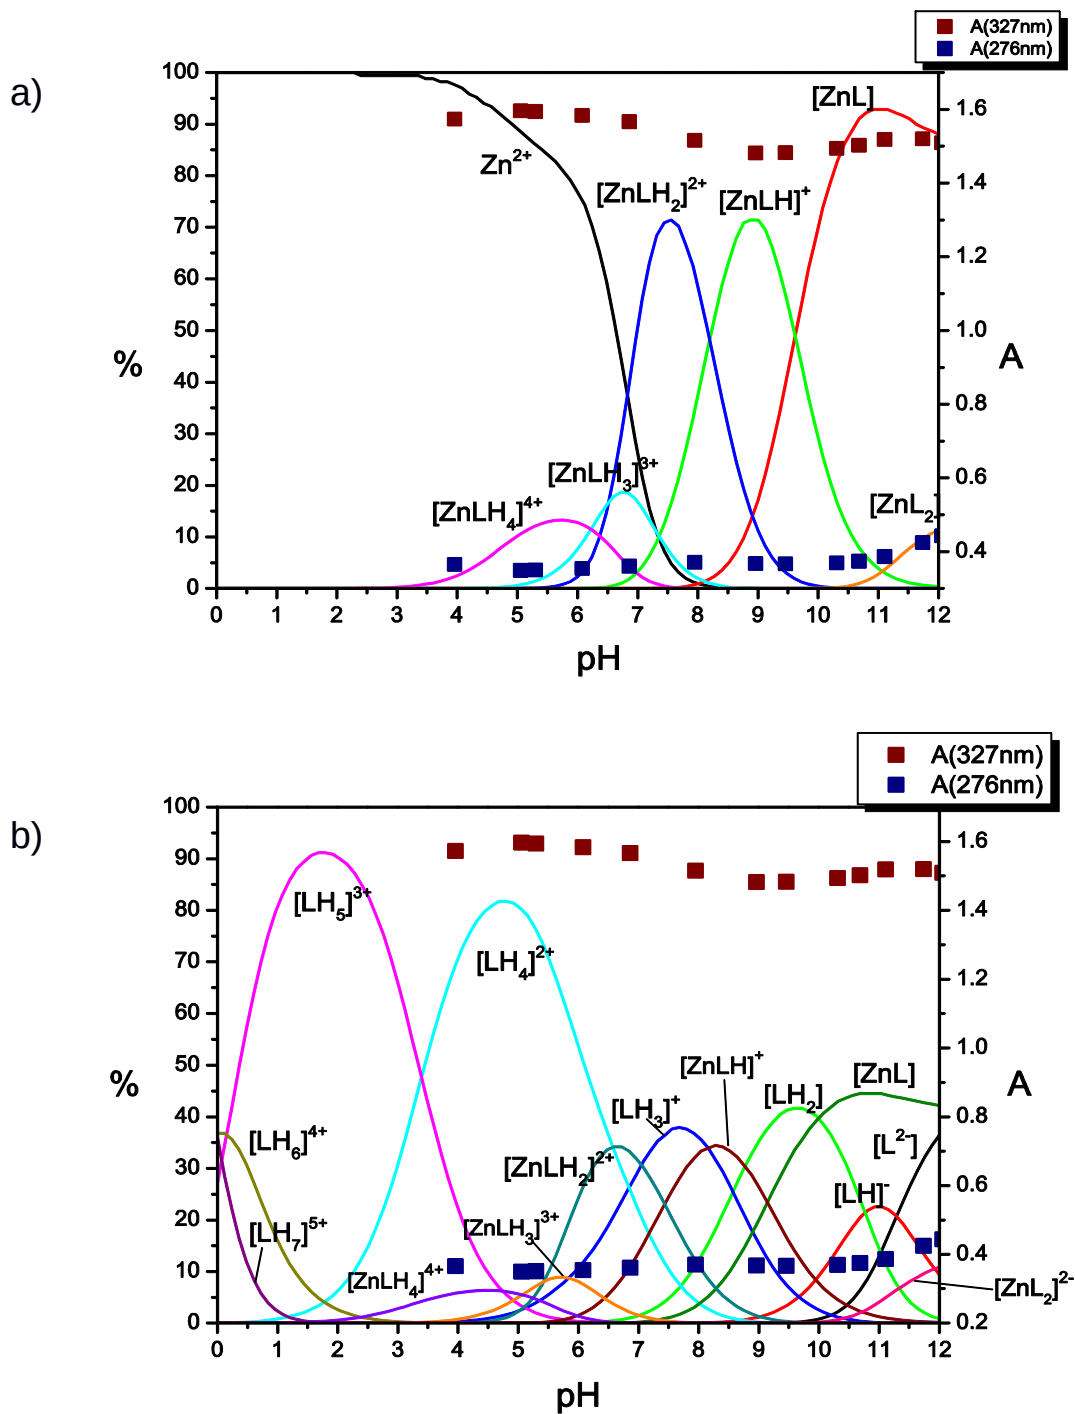 A(327nm)
A(276nm)
a)
100
90
80
70
60
50
40
30
20
10
0
%
1.6
1.4
1.2
1.0
0.8
0.6
0.4
A
Zn²⁺
[ZnLH₂]²⁺
[ZnLH]⁺
[ZnL]
[ZnLH₃]³⁺
[ZnLH₄]⁴⁺
[ZnL₂]
0 1 2 3 4 5 6 7 8 9 10 11 12
pH
A(327nm)
A(276nm)
b)
100
90
80
70
60
50
40
30
20
10
0
%
1.6
1.4
1.2
1.0
0.8
0.6
0.4
0.2
A
[LH₅]³⁺
[LH₄]²⁺
[ZnLH]⁺
[ZnL]
[LH₂]
[LH₃]⁺
[LH₆]⁴⁺
[L²⁻]
[ZnLH₂]²⁺
[LH]⁻
[LH₇]⁵⁺
[ZnLH₃]³⁺
[ZnLH₄]⁴⁺
[ZnL₂]²⁻
0 1 2 3 4 5 6 7 8 9 10 11 12
pH